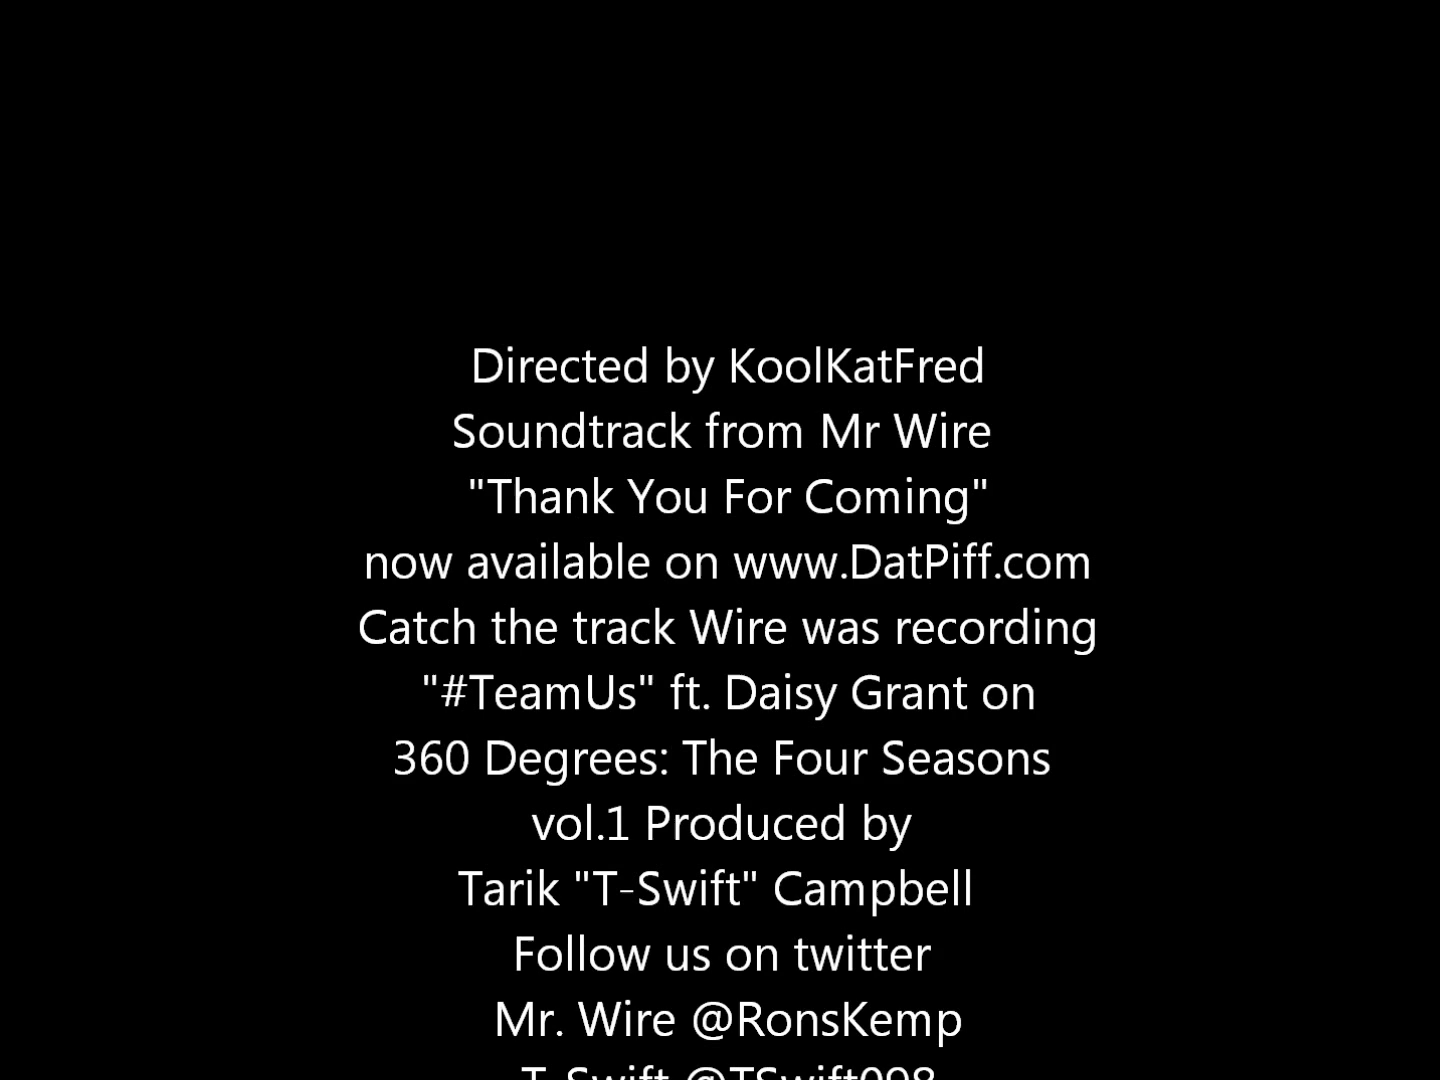 Directed by KoolKatFred
Soundtrack from Mr Wire
"Thank You For Coming"
now available on www.DatPiff.com
Catch the track Wire was recording
"#TeamUs" ft. Daisy Grant on
360 Degrees: The Four Seasons
vol.1 Produced by
Tarik "T-Swift" Campbell
Follow us on twitter
Mr. Wire @RonsKemp
T-Swift @TSwift098